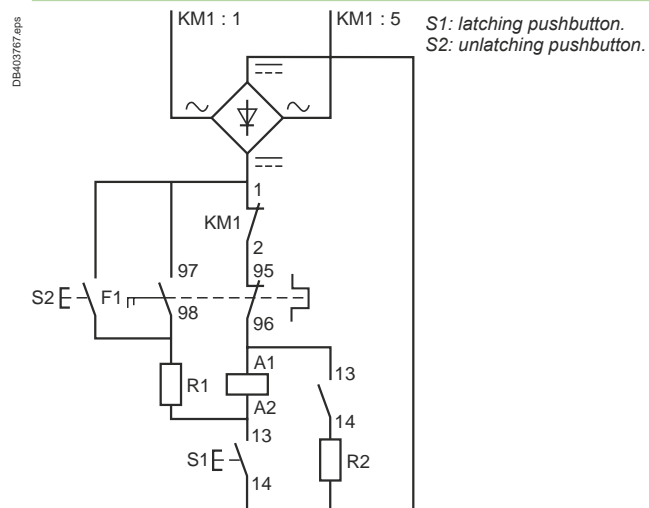 DB403767.eps
KM1 : 1
KM1 : 5
S1: latching pushbutton.
S2: unlatching pushbutton.
1
KM1
2
97
95
S2
F1
98
96
A1
13
R1
A2
14
13
S1
R2
14